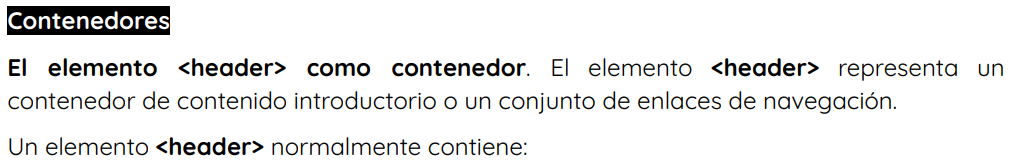 Contenedores
El elemento <header> como contenedor. El elemento <header> representa un
contenedor de contenido introductorio o un conjunto de enlaces de navegación.
Un elemento <header> normalmente contiene: